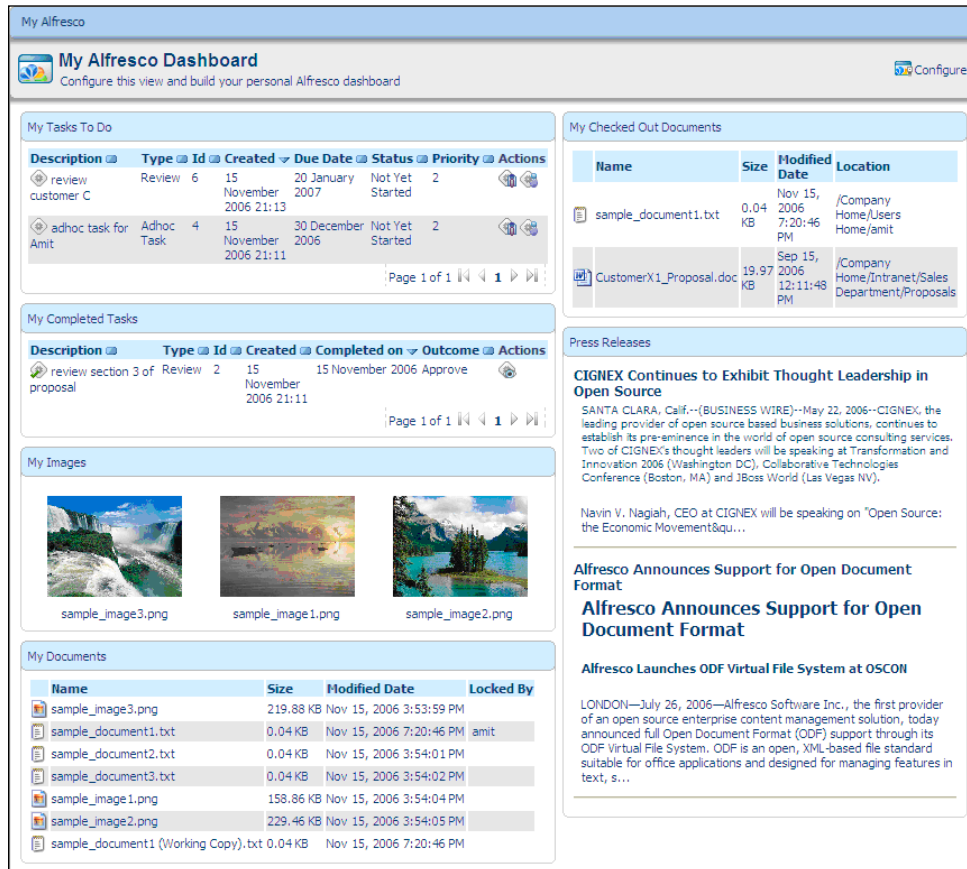 My Alfresco
My Alfresco Dashboard
Configure this view and build your personal Alfresco dashboard
Configure
My Tasks To Do
Description Type Id Created Due Date Status Priority Actions
review customer C Review 6 15 November 2006 21:13 20 January 2007 Not Yet Started 2
adhoc task for Amit Adhoc Task 4 15 November 2006 21:11 30 December 2006 Not Yet Started 2
Page 1 of 1 1
My Completed Tasks
Description Type Id Created Completed on Outcome Actions
review section 3 of proposal Review 2 15 November 2006 21:11 15 November 2006 Approve
Page 1 of 1 1
My Images
sample_image3.png sample_image1.png sample_image2.png
My Documents
Name Size Modified Date Locked By
sample_image3.png 219.88 KB Nov 15, 2006 3:53:59 PM
sample_document1.txt 0.04 KB Nov 15, 2006 7:20:46 PM amit
sample_document2.txt 0.04 KB Nov 15, 2006 3:54:01 PM
sample_document3.txt 0.04 KB Nov 15, 2006 3:54:02 PM
sample_image1.png 158.86 KB Nov 15, 2006 3:54:04 PM
sample_image2.png 229.46 KB Nov 15, 2006 3:54:05 PM
sample_document1 (Working Copy).txt 0.04 KB Nov 15, 2006 7:20:46 PM
My Checked Out Documents
Name Size Modified Date Location
sample_document1.txt 0.04 KB Nov 15, 2006 7:20:46 PM /Company Home/Users Home/amit
CustomerX1_Proposal.doc 19.97 KB Sep 15, 2006 12:11:48 PM /Company Home/Intranet/Sales Department/Proposals
Press Releases
CIGNEX Continues to Exhibit Thought Leadership in
Open Source
SANTA CLARA, Calif.--(BUSINESS WIRE)--May 22, 2006--CIGNEX, the
leading provider of open source based business solutions, continues to
establish its pre-eminence in the world of open source consulting services.
Two of CIGNEX's thought leaders will be speaking at Transformation and
Innovation 2006 (Washington DC), Collaborative Technologies
Conference (Boston, MA) and JBoss World (Las Vegas NV).
Navin V. Nagiah, CEO at CIGNEX will be speaking on "Open Source:
the Economic Movement&qu...
Alfresco Announces Support for Open Document
Format
Alfresco Announces Support for Open
Document Format
Alfresco Launches ODF Virtual File System at OSCON
LONDON—July 26, 2006—Alfresco Software Inc., the first provider
of an open source enterprise content management solution, today
announced full Open Document Format (ODF) support through its
ODF Virtual File System. ODF is an open, XML-based file standard
suitable for office applications and designed for managing features in
text, s...